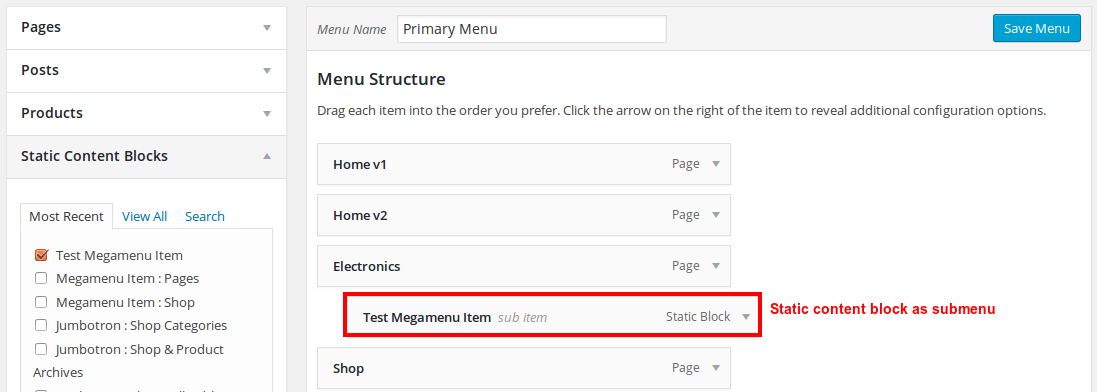 Pages
Posts
Products
Static Content Blocks
Most Recent View All Search
Test Megamenu Item
Megamenu Item : Pages
Megamenu Item : Shop
Jumbotron : Shop Categories
Jumbotron : Shop & Product
Archives
Menu Name Primary Menu Save Menu
Menu Structure
Drag each item into the order you prefer. Click the arrow on the right of the item to reveal additional configuration options.
Home v1 Page
Home v2 Page
Electronics Page
Test Megamenu Item sub item Static Block
Static content block as submenu
Shop Page